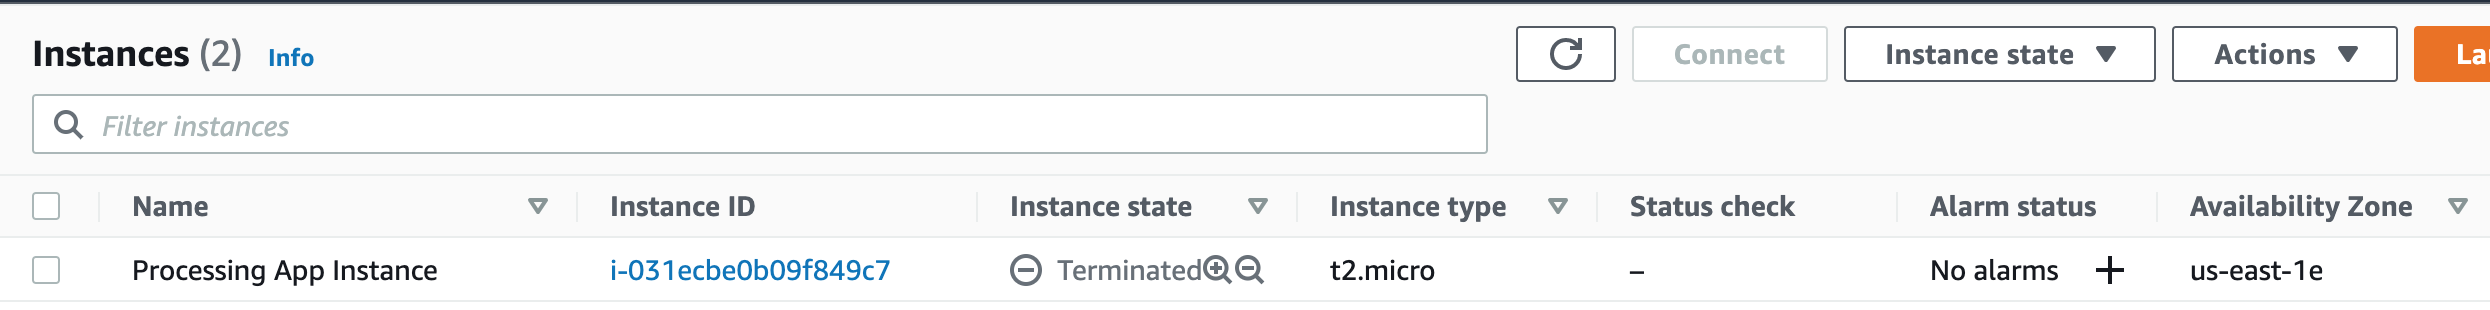 Instances (2) Info
Connect
Instance state
Actions
Filter instances
Name Instance ID Instance state Instance type Status check Alarm status Availability Zone
Processing App Instance i-031ecbe0b09f849c7 Terminated t2.micro – No alarms + us-east-1e